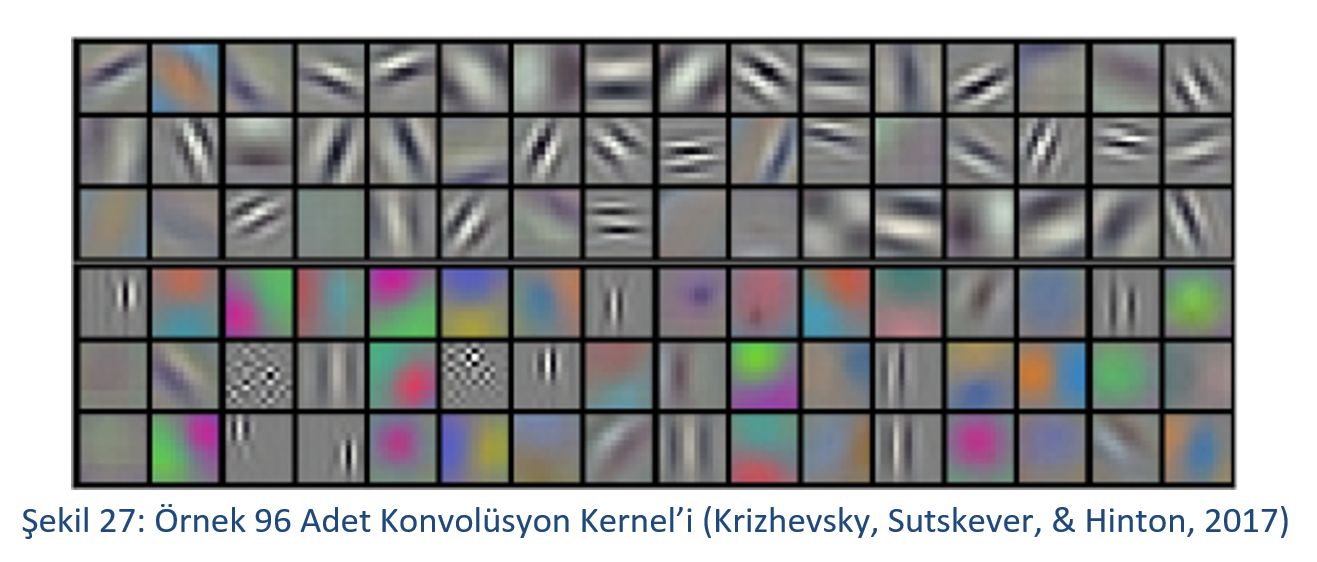 Şekil 27: Örnek 96 Adet Konvolüsyon Kernel’i (Krizhevsky, Sutskever, & Hinton, 2017)